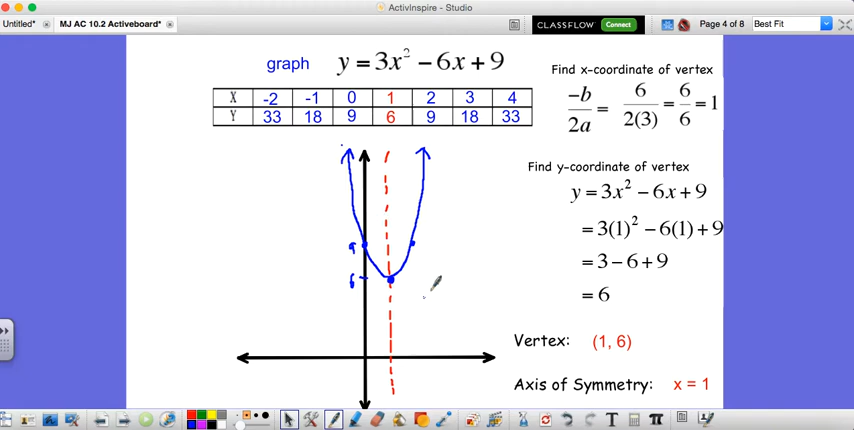 ActivInspire - Studio
Untitled*
MJ AC 10.2 Activeboard*
CLASSFLOW Connect
Page 4 of 8
Best Fit
graph y = 3x² − 6x + 9
X -2 -1 0 1 2 3 4
Y 33 18 9 6 9 18 33
9
6
Find x-coordinate of vertex
-b/2a = 6/2(3) = 6/6 = 1
Find y-coordinate of vertex
y = 3x² − 6x + 9
= 3(1)² − 6(1) + 9
= 3 − 6 + 9
= 6
Vertex: (1, 6)
Axis of Symmetry: x = 1